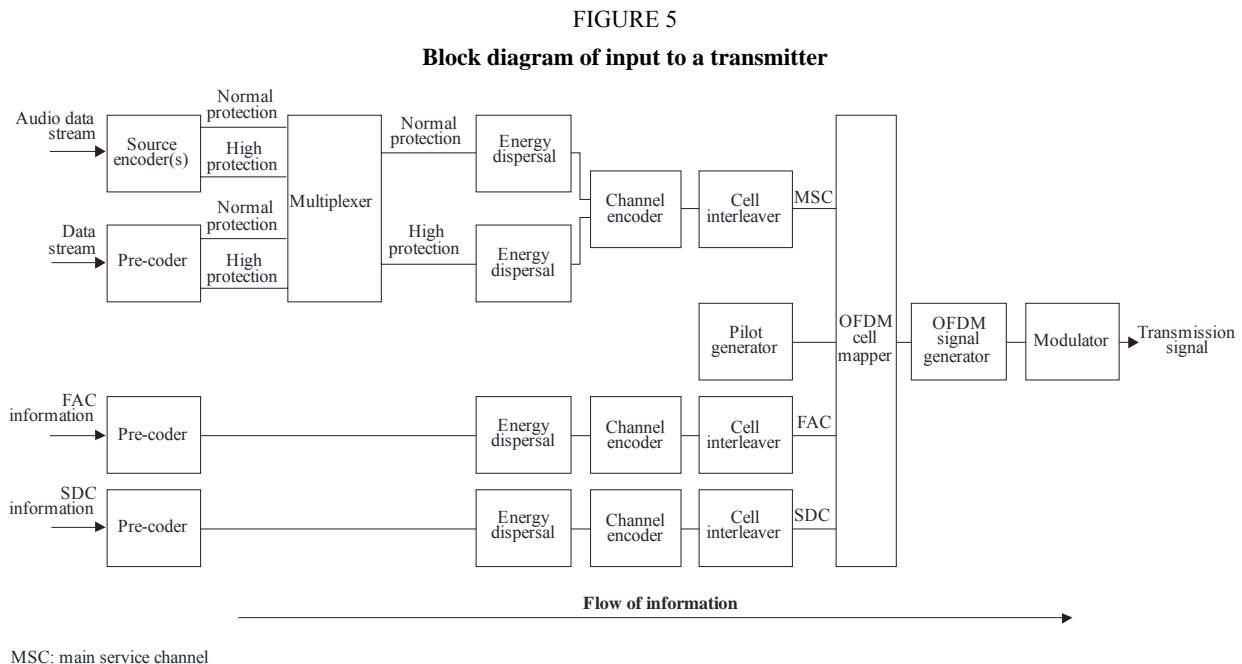 FIGURE 5
Block diagram of input to a transmitter
Audio data
stream
Source
encoder(s)
Normal
protection
High
protection
Data
stream
Pre-coder
Normal
protection
High
protection
Multiplexer
Normal
protection
High
protection
Energy
dispersal
Energy
dispersal
Channel
encoder
Cell
interleaver
MSC
Pilot
generator
OFDM
cell
mapper
OFDM
signal
generator
Modulator
Transmission
signal
FAC
information
Pre-coder
Energy
dispersal
Channel
encoder
Cell
interleaver
FAC
SDC
information
Pre-coder
Energy
dispersal
Channel
encoder
Cell
interleaver
SDC
Flow of information
MSC: main service channel